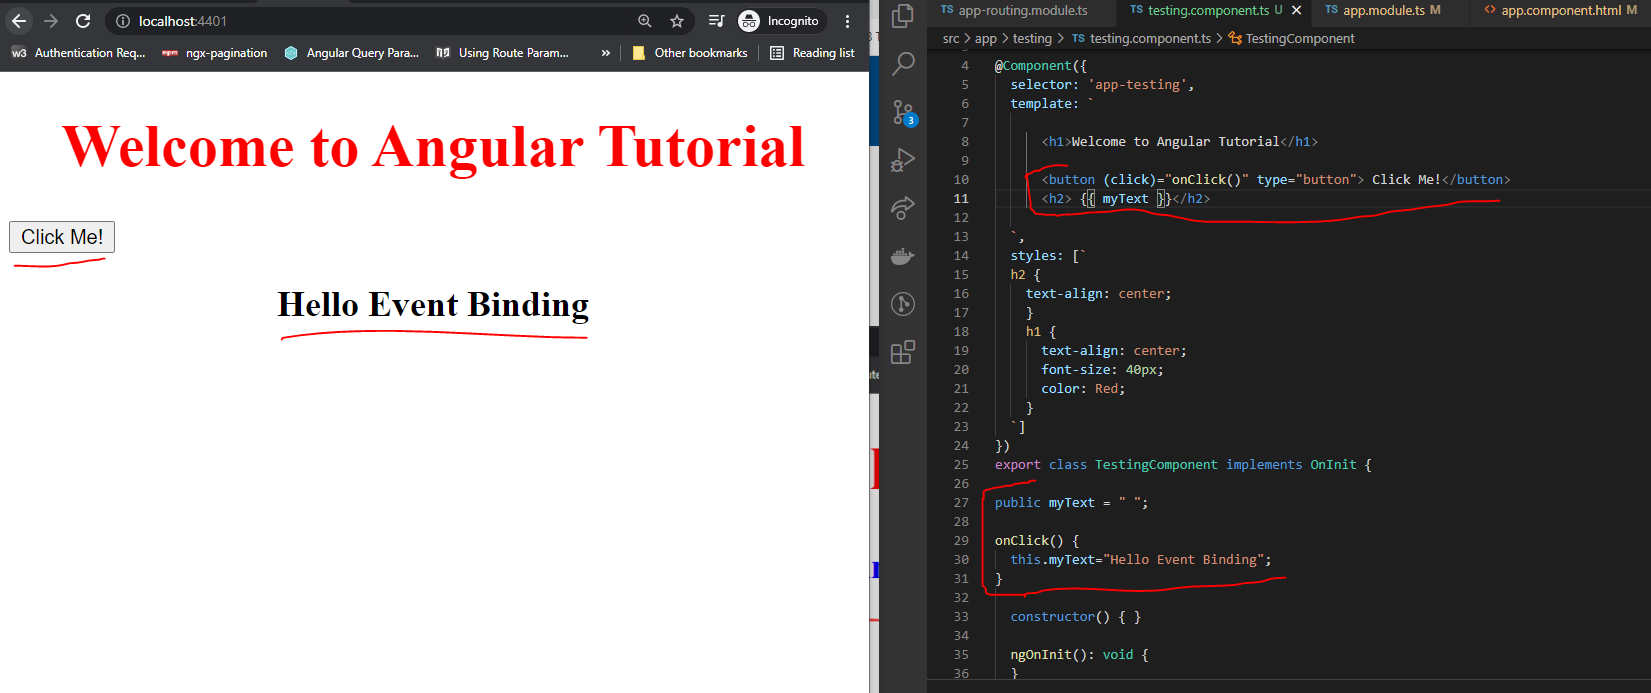 localhost:4401
Incognito
Authentication Req...
ngx-pagination
Angular Query Para...
Using Route Param...
»
Other bookmarks
Reading list
Welcome to Angular Tutorial
Click Me!
Hello Event Binding
3
TS app-routing.module.ts
TS testing.component.ts U
TS app.module.ts M
<> app.component.html M
src > app > testing > TS testing.component.ts > TestingComponent
4 @Component({
5 selector: 'app-testing',
6 template: `
7
8 <h1>Welcome to Angular Tutorial</h1>
9
10 <button (click)="onClick()" type="button"> Click Me!</button>
11 <h2> {{ myText }}</h2>
12
13 `,
14 styles: [`
15 h2 {
16 text-align: center;
17 }
18 h1 {
19 text-align: center;
20 font-size: 40px;
21 color: Red;
22 }
23 `]
24 })
25 export class TestingComponent implements OnInit {
26
27 public myText = " ";
28
29 onClick() {
30 this.myText="Hello Event Binding";
31 }
32
33 constructor() { }
34
35 ngOnInit(): void {
36 }